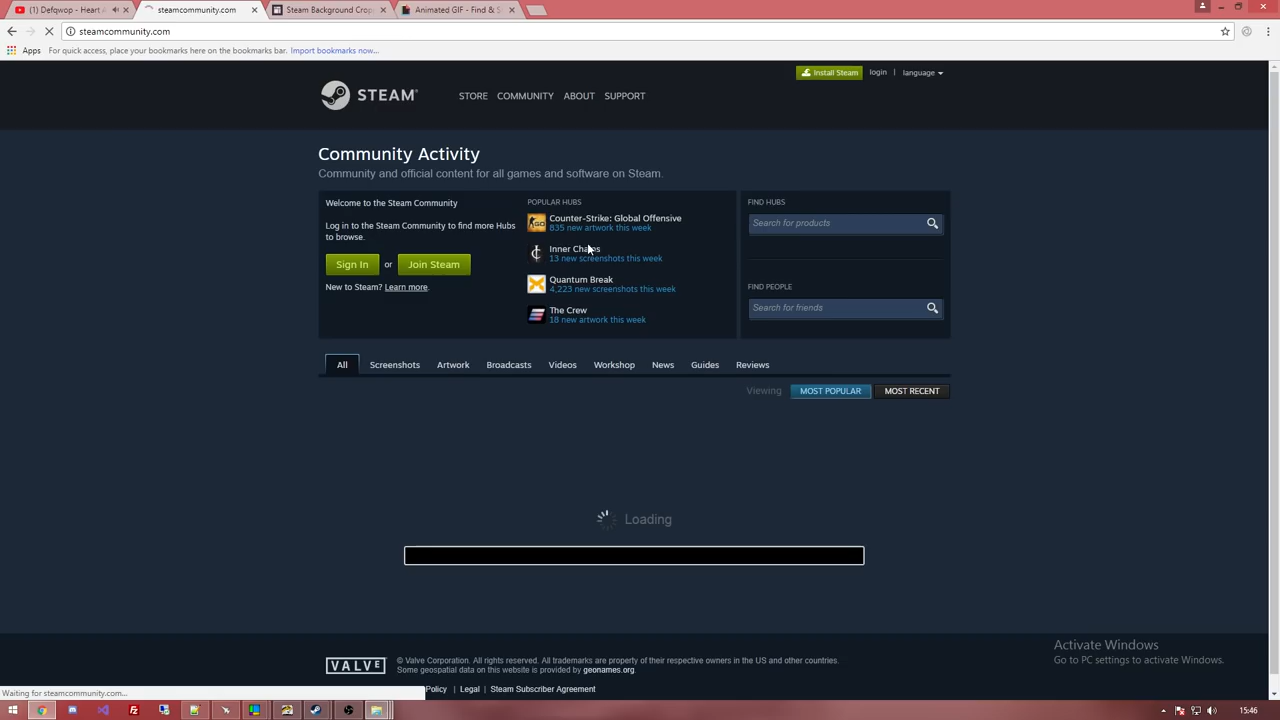 (1) Defqwop - Heart A
steamcommunity.com
Steam Background Crop
Animated GIF - Find & S
steamcommunity.com
Apps
For quick access, place your bookmarks here on the bookmarks bar. Import bookmarks now...
Install Steam
login
language
STEAM
STORE
COMMUNITY
ABOUT
SUPPORT
Community Activity
Community and official content for all games and software on Steam.
Welcome to the Steam Community
Log in to the Steam Community to find more Hubs
to browse.
Sign In or Join Steam
New to Steam? Learn more.
POPULAR HUBS
Counter-Strike: Global Offensive
835 new artwork this week
Inner Chains
13 new screenshots this week
Quantum Break
4,223 new screenshots this week
The Crew
18 new artwork this week
FIND HUBS
Search for products
FIND PEOPLE
Search for friends
All
Screenshots
Artwork
Broadcasts
Videos
Workshop
News
Guides
Reviews
Viewing
MOST POPULAR
MOST RECENT
Loading
Activate Windows
Go to PC settings to activate Windows.
VALVE
© Valve Corporation. All rights reserved. All trademarks are property of their respective owners in the US and other countries.
Some geospatial data on this website is provided by geonames.org.
Policy | Legal | Steam Subscriber Agreement
Waiting for steamcommunity.com...
15:46